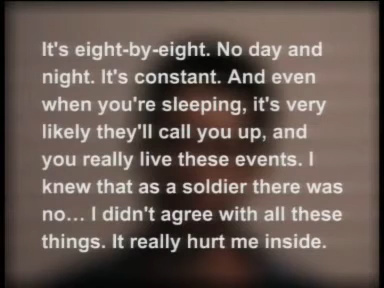 It's eight-by-eight. No day and
night. It's constant. And even
when you're sleeping, it's very
likely they'll call you up, and
you really live these events. I
knew that as a soldier there was
no... I didn't agree with all these
things. It really hurt me inside.